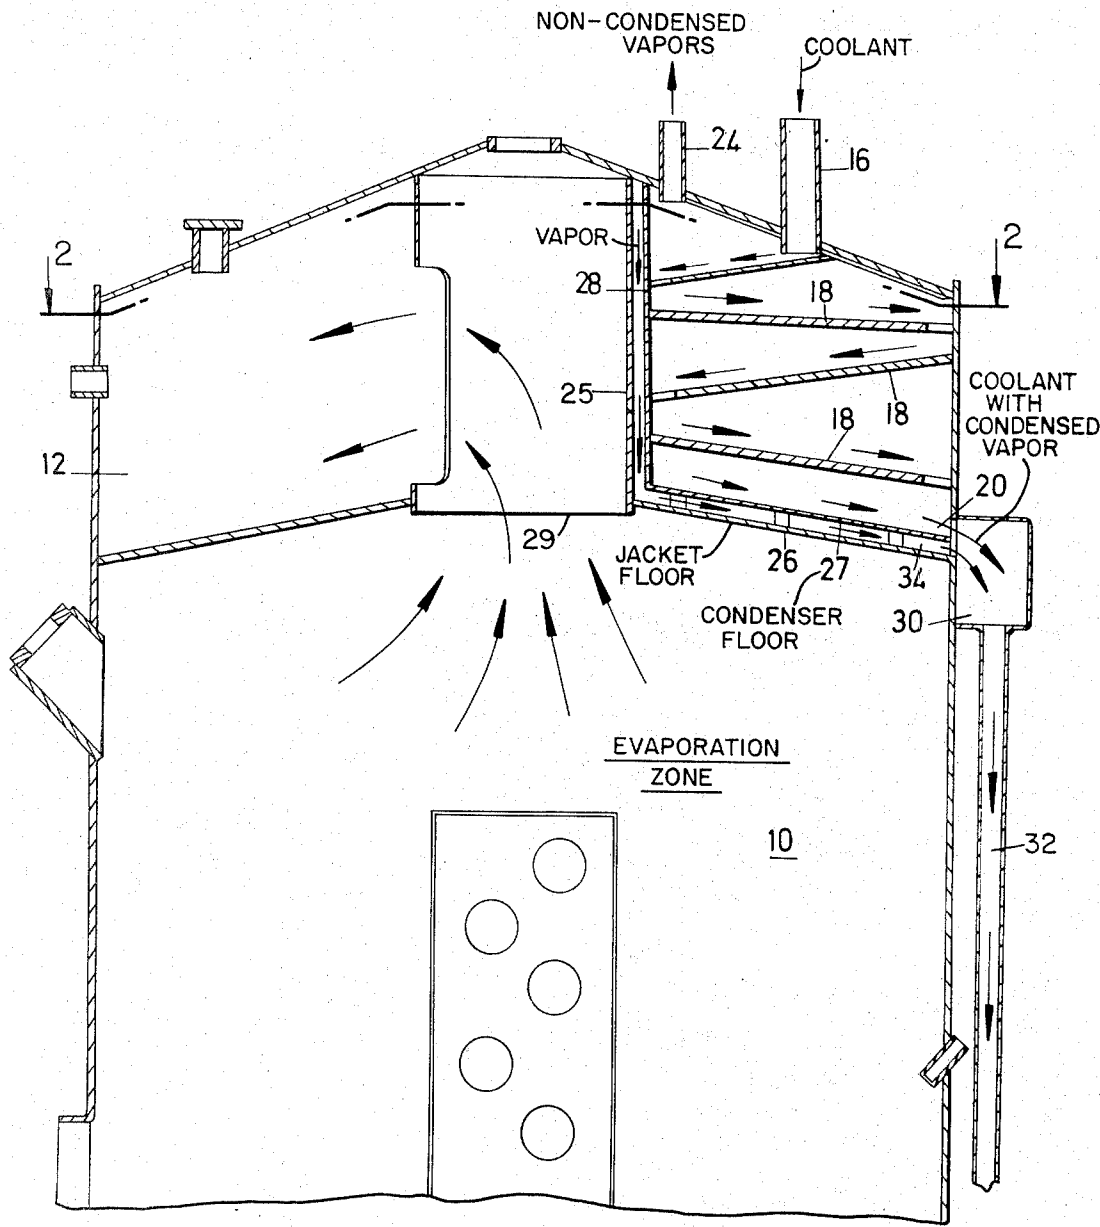 NON-CONDENSED
VAPORS
COOLANT
24
16
2
VAPOR
2
28
18
25
18
18
COOLANT
WITH
CONDENSED
VAPOR
12
20
29
JACKET
FLOOR
26
27
34
CONDENSER
FLOOR
30
EVAPORATION
ZONE
10
32